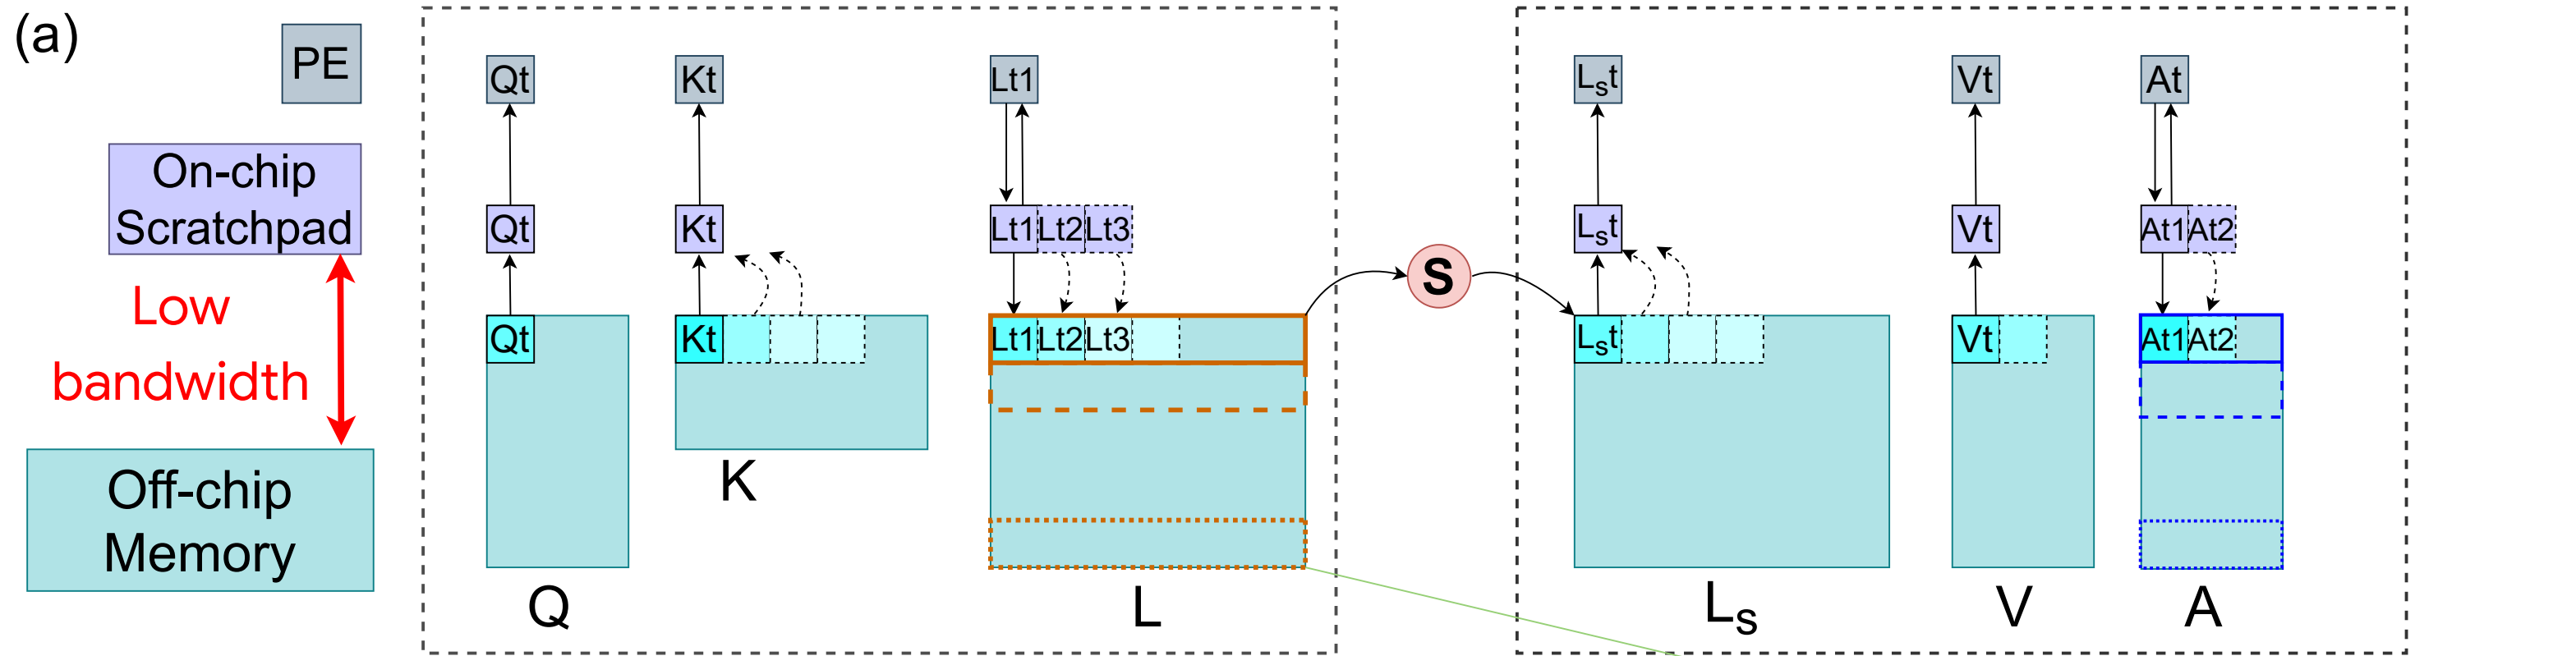 (a)
PE
On-chip
Scratchpad
Low
bandwidth
Off-chip
Memory
Qt
Kt
Lt1
Qt
Kt
Lt1 Lt2 Lt3
Qt
Kt
Lt1 Lt2 Lt3
Q
K
L
S
Lst
Vt
At
Lst
Vt
At1 At2
Lst
Vt
At1 At2
Ls
V
A